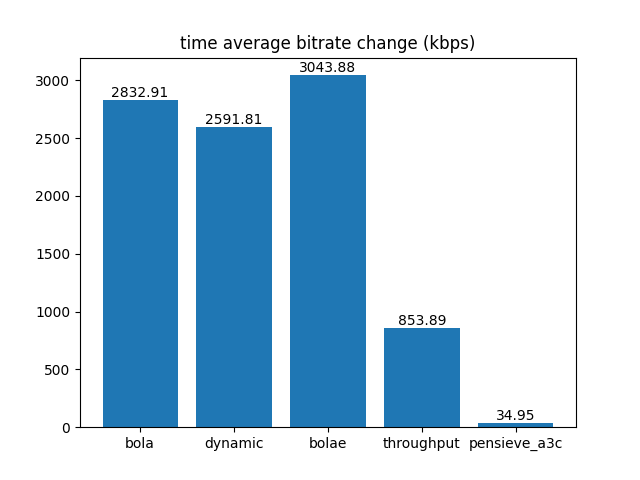 time average bitrate change (kbps)
3000
2500
2000
1500
1000
500
0
2832.91
2591.81
3043.88
853.89
34.95
bola
dynamic
bolae
throughput
pensieve_a3c